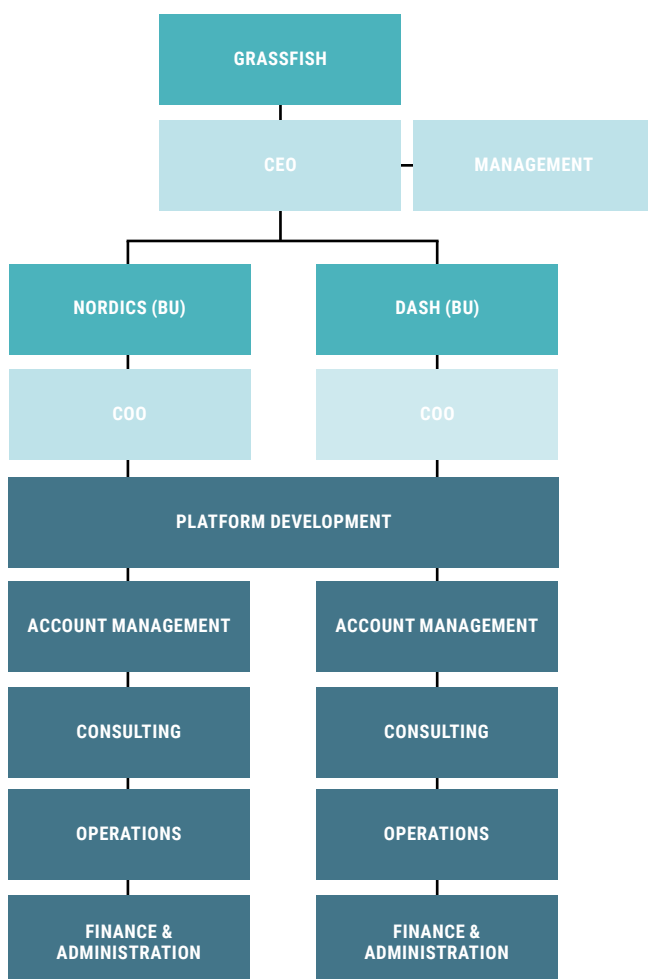 GRASSFISH
CEO
MANAGEMENT
NORDICS (BU)
DASH (BU)
COO
COO
PLATFORM DEVELOPMENT
ACCOUNT MANAGEMENT
ACCOUNT MANAGEMENT
CONSULTING
CONSULTING
OPERATIONS
OPERATIONS
FINANCE &
ADMINISTRATION
FINANCE &
ADMINISTRATION